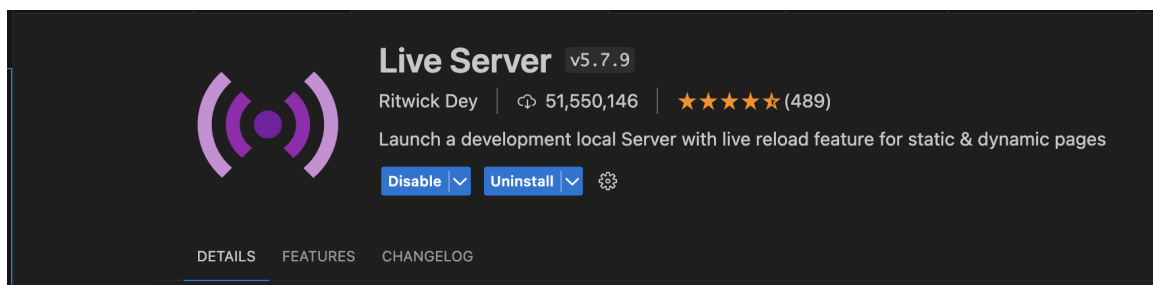 Live Server v5.7.9
Ritwick Dey 51,550,146 (489)
Launch a development local Server with live reload feature for static & dynamic pages
Disable Uninstall
DETAILS FEATURES CHANGELOG